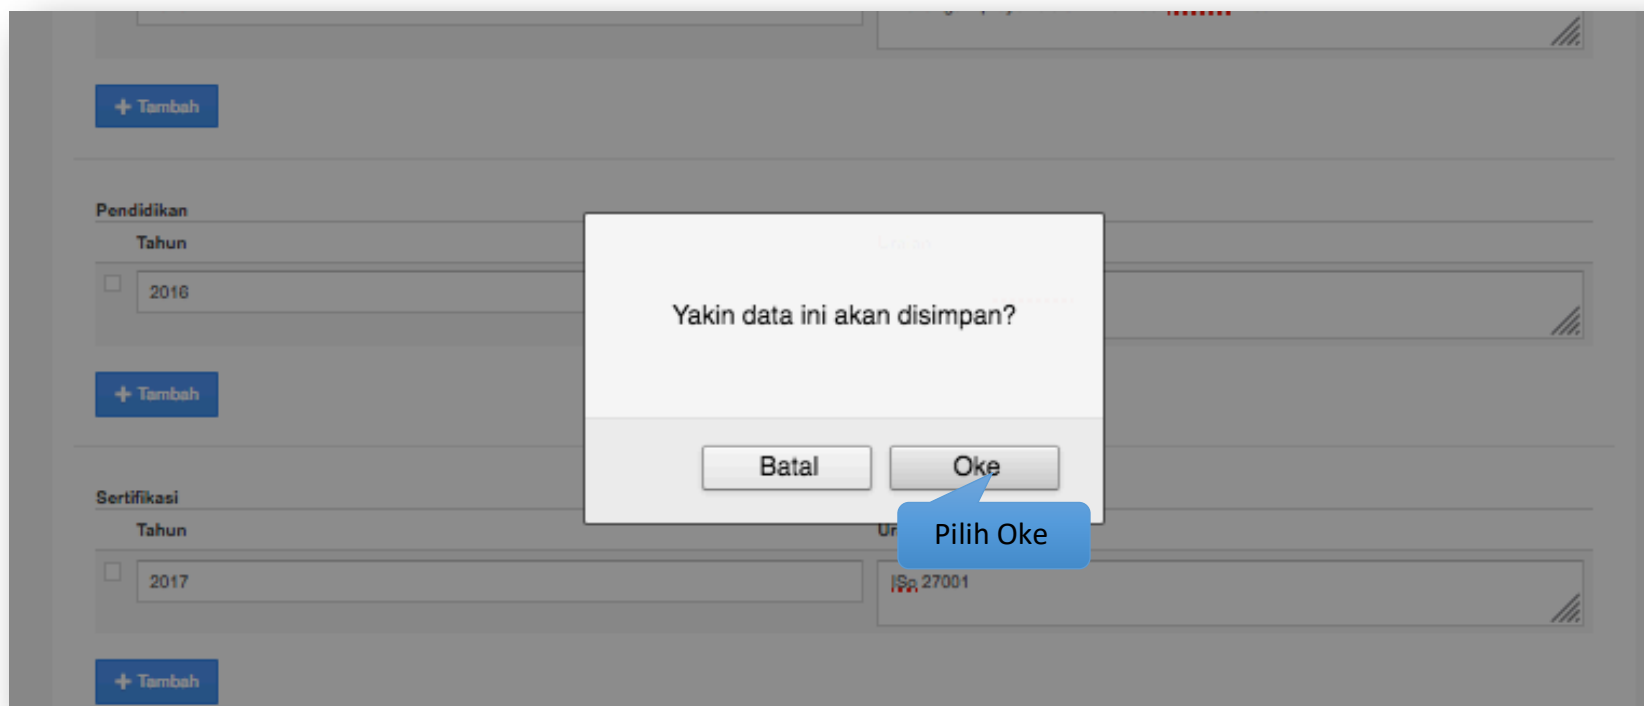 + Tambah
Pendidikan
Tahun
2016
Yakin data ini akan disimpan?
+ Tambah
Batal Oke
Pilih Oke
Sertifikasi
Tahun
2017 ISp 27001
+ Tambah